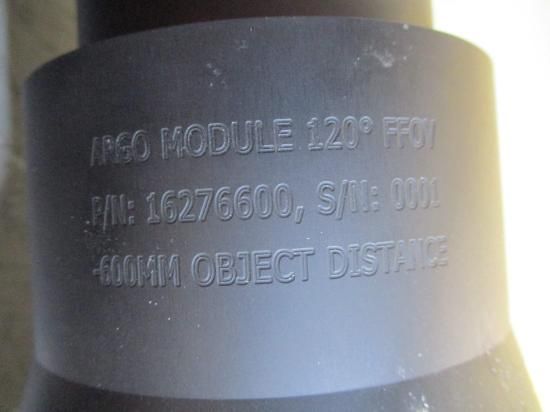 ARGO MODULE 120° FFOV
P/N: 16276600, S/N: 0001
-600MM OBJECT DISTANCE